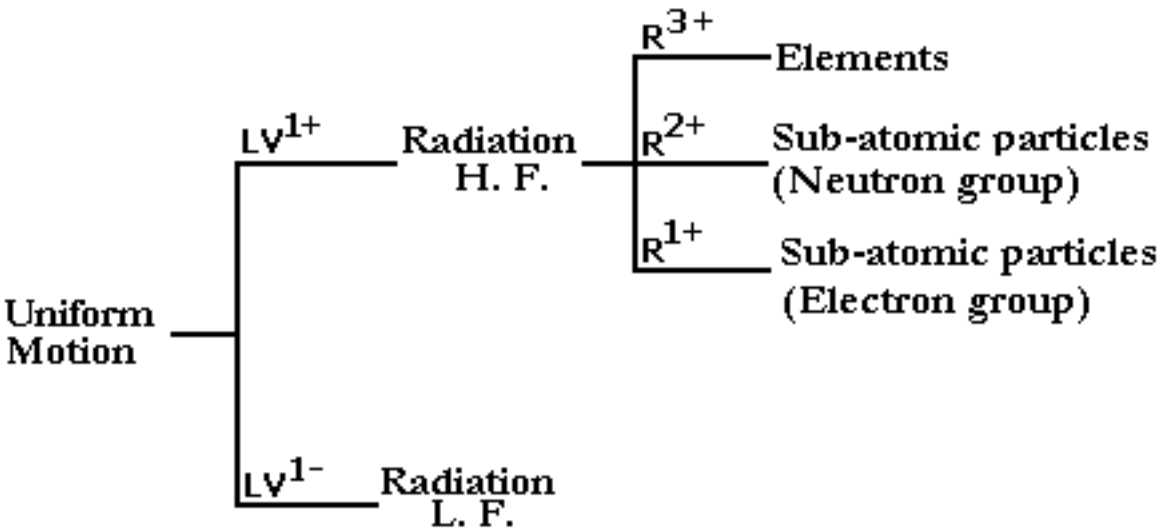 R³⁺
Elements
LV¹⁺
Radiation
H. F.
R²⁺
Sub-atomic particles
(Neutron group)
R¹⁺
Sub-atomic particles
(Electron group)
Uniform
Motion
LV¹⁻
Radiation
L. F.